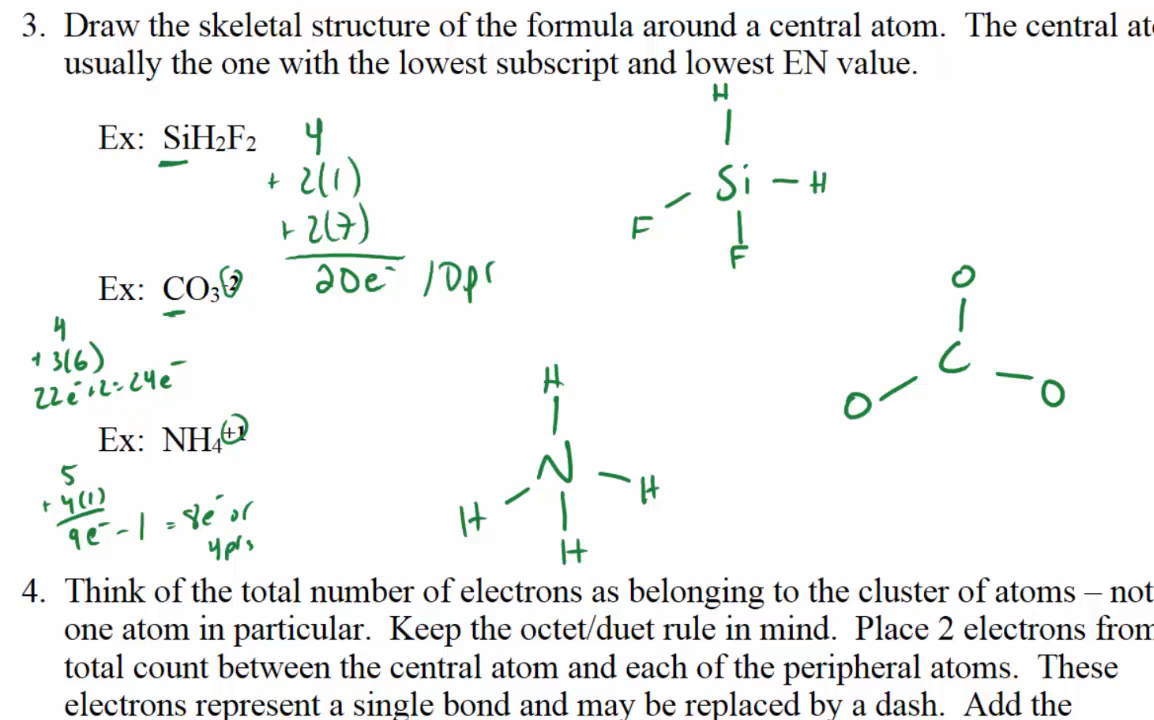 3. Draw the skeletal structure of the formula around a central atom. The central at
usually the one with the lowest subscript and lowest EN value.
Ex: SiH₂F₂
4
+ 2(1)
+ 2(7)
20e⁻ 10pr
H
Si – H
F
F
Ex: CO₃⁻²
4
+ 3(6)
22e⁻+2=24e⁻
O
C
O
O
Ex: NH₄⁺¹
5
+ 4(1)
9e⁻ - 1 = 8e⁻ or
4prs
H
N
H
H
H
4. Think of the total number of electrons as belonging to the cluster of atoms – not
one atom in particular. Keep the octet/duet rule in mind. Place 2 electrons from
total count between the central atom and each of the peripheral atoms. These
electrons represent a single bond and may be replaced by a dash. Add the